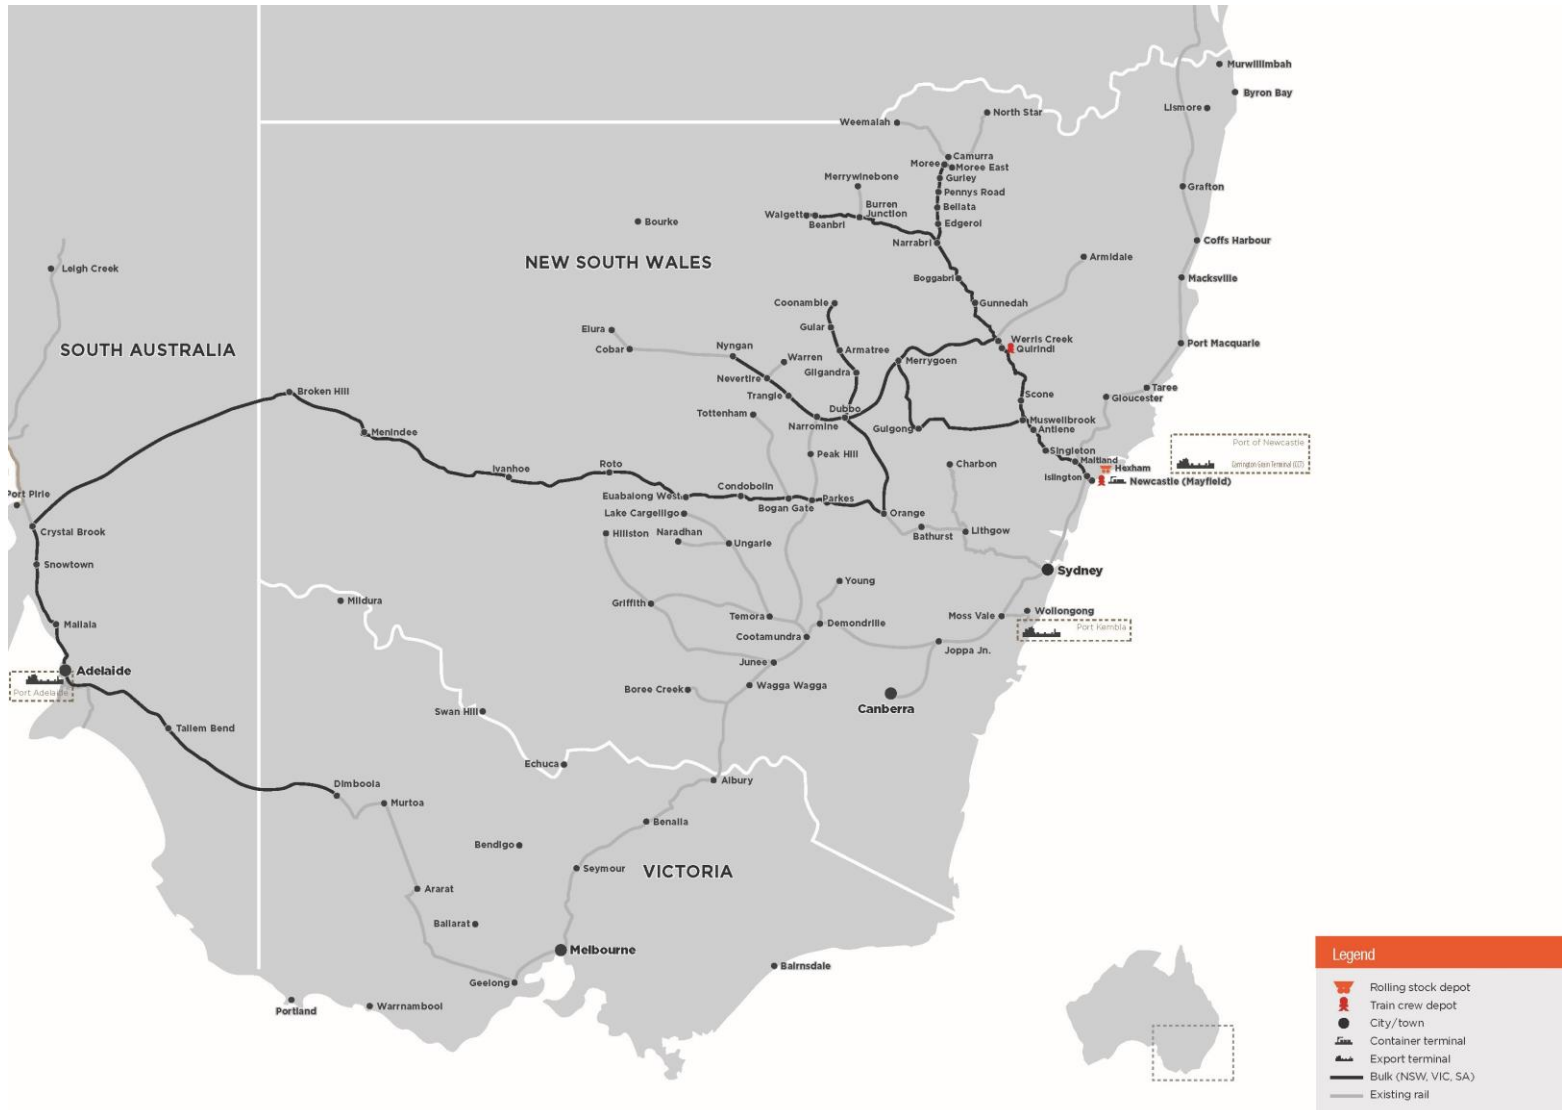 Murwillimbah
Byron Bay
Lismore
North Star
Weemalah
Camurra
Moree
Moree East
Gurley
Merrywinebone
Pennys Road
Grafton
Burren
Junction
Bellata
Walgett
Beanbri
Edgeroi
Bourke
Narrabri
Coffs Harbour
NEW SOUTH WALES
Armidale
Leigh Creek
Boggabri
Macksville
Coonamble
Gunnedah
Elura
Gular
SOUTH AUSTRALIA
Cobar
Nyngan
Warren
Armatree
Merrygoen
Werris Creek
Quirindi
Port Macquarie
Nevertire
Gilgandra
Taree
Gloucester
Broken Hill
Trangie
Scone
Tottenham
Dubbo
Narromine
Gulgong
Muswellbrook
Antiene
Menindee
Port of Newcastle
Peak Hill
Singleton
Maitland
Carrington Grain Terminal (CGT)
Ivanhoe
Roto
Charbon
Hexham
Islington
Newcastle (Mayfield)
Port Pirie
Euabalong West
Condobolin
Parkes
Bogan Gate
Lake Cargelligo
Orange
Crystal Brook
Hillston
Naradhan
Ungarie
Bathurst
Lithgow
Snowtown
Sydney
Young
Mildura
Griffith
Wollongong
Mallala
Temora
Demondrille
Moss Vale
Port Kembla
Cootamundra
Joppa Jn.
Adelaide
Junee
Port Adelaide
Boree Creek
Wagga Wagga
Canberra
Swan Hill
Tailem Bend
Echuca
Albury
Dimboola
Murtoa
Benalla
Bendigo
Seymour
VICTORIA
Ararat
Ballarat
Melbourne
Bairnsdale
Geelong
Portland
Warrnambool
Legend
Rolling stock depot
Train crew depot
City/town
Container terminal
Export terminal
Bulk (NSW, VIC, SA)
Existing rail